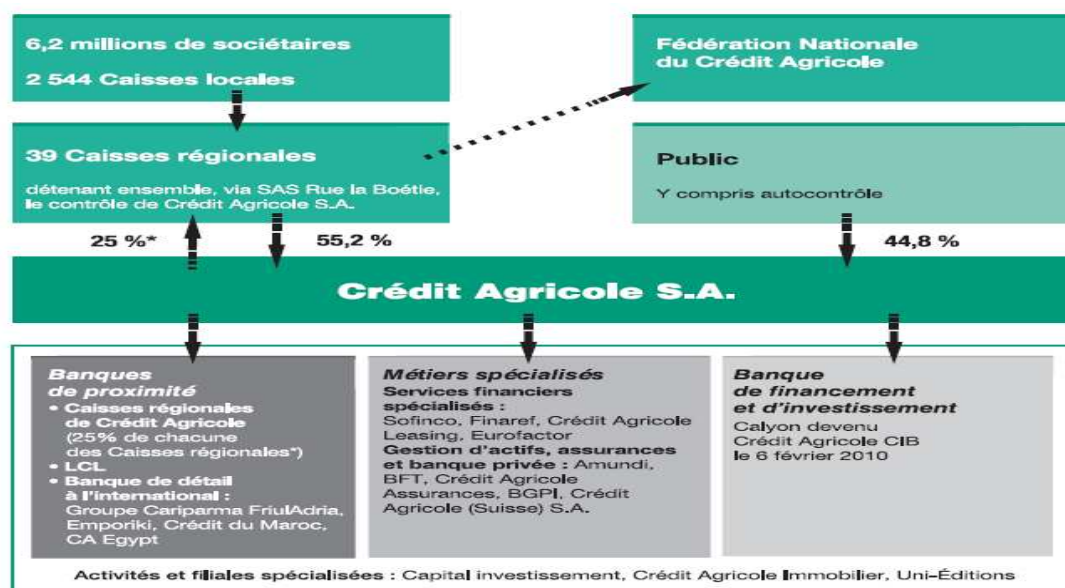 6,2 millions de sociétaires
2 544 Caisses locales
Fédération Nationale
du Crédit Agricole
39 Caisses régionales
détenant ensemble, via SAS Rue la Boétie,
le contrôle de Crédit Agricole S.A.
Public
Y compris autocontrôle
25 %*
55,2 %
44,8 %
Crédit Agricole S.A.
Banques
de proximité
• Caisses régionales
de Crédit Agricole
(25% de chacune
des Caisses régionales*)
• LCL
• Banque de détail
à l'international :
Groupe Cariparma FriulAdria,
Emporiki, Crédit du Maroc,
CA Egypt
Métiers spécialisés
Services financiers
spécialisés :
Sofinco, Finaref, Crédit Agricole
Leasing, Eurofactor
Gestion d'actifs, assurances
et banque privée : Amundi,
BFT, Crédit Agricole
Assurances, BGPI, Crédit
Agricole (Suisse) S.A.
Banque
de financement
et d'investissement
Calyon devenu
Crédit Agricole CIB
le 6 février 2010
Activités et filiales spécialisées : Capital investissement, Crédit Agricole Immobilier, Uni-Éditions